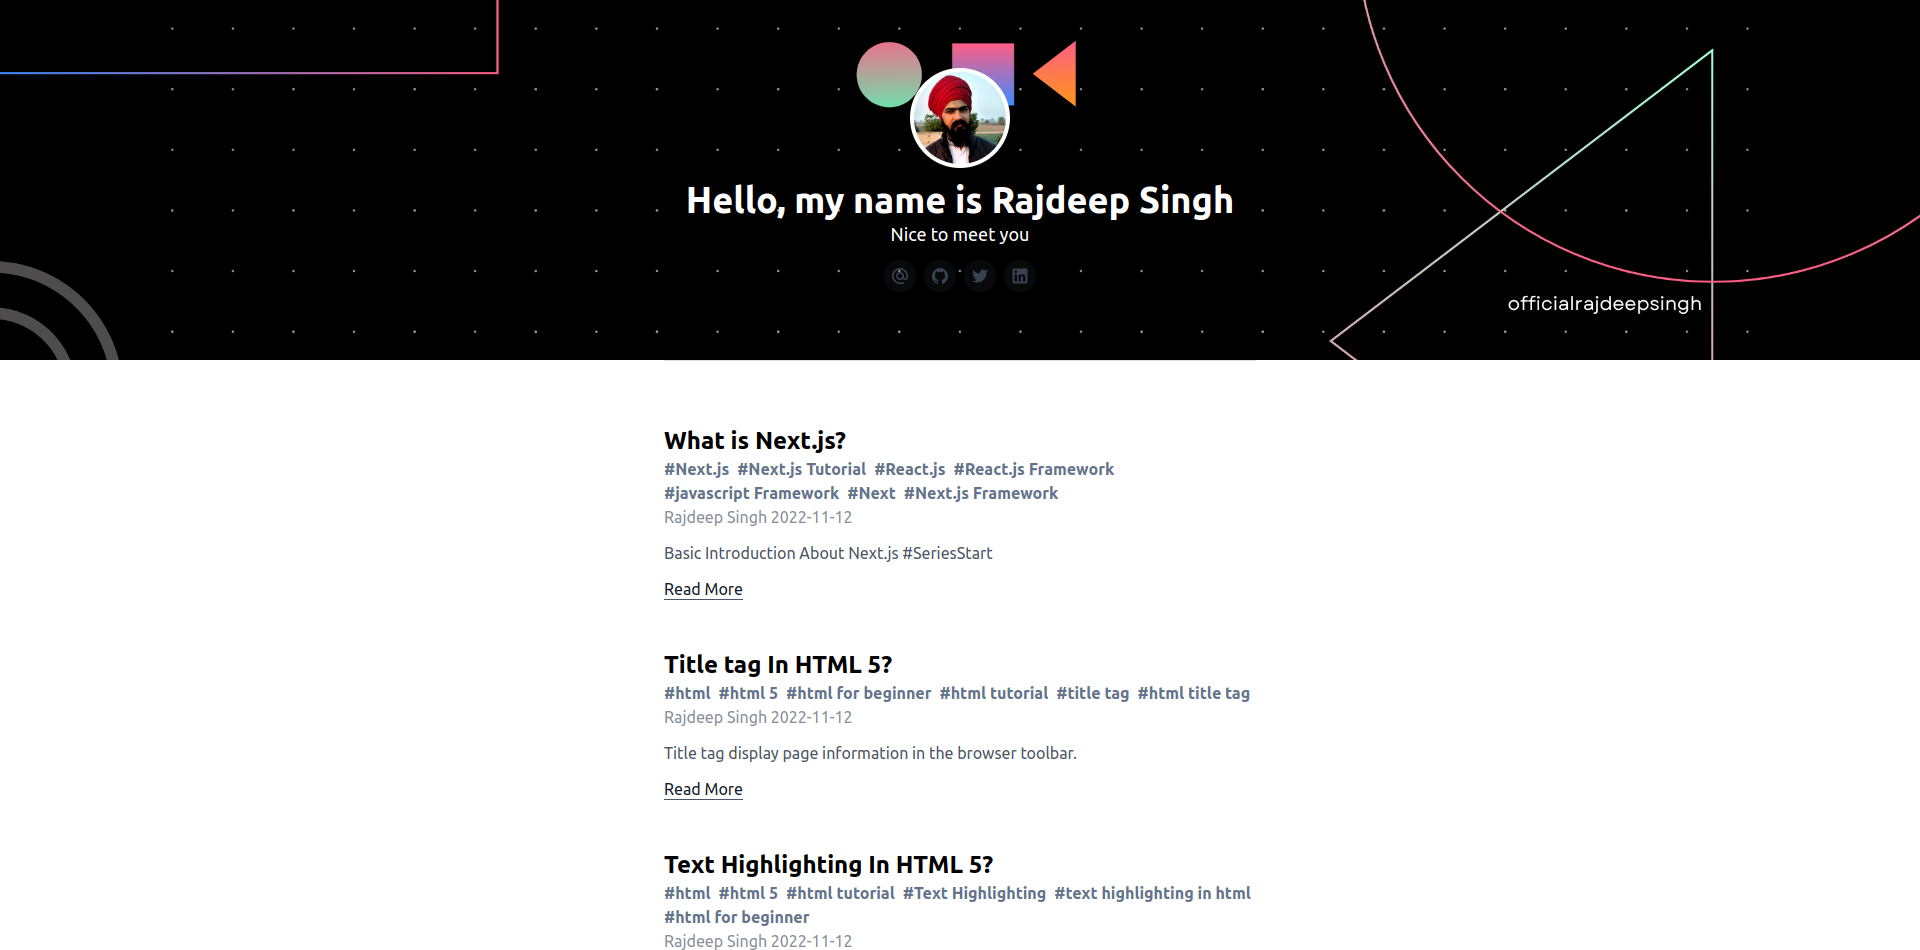 Hello, my name is Rajdeep Singh
Nice to meet you
officialrajdeepsingh
What is Next.js?
#Next.js #Next.js Tutorial #React.js #React.js Framework
#javascript Framework #Next #Next.js Framework
Rajdeep Singh 2022-11-12
Basic Introduction About Next.js #SeriesStart
Read More
Title tag In HTML 5?
#html #html 5 #html for beginner #html tutorial #title tag #html title tag
Rajdeep Singh 2022-11-12
Title tag display page information in the browser toolbar.
Read More
Text Highlighting In HTML 5?
#html #html 5 #html tutorial #Text Highlighting #text highlighting in html
#html for beginner
Rajdeep Singh 2022-11-12